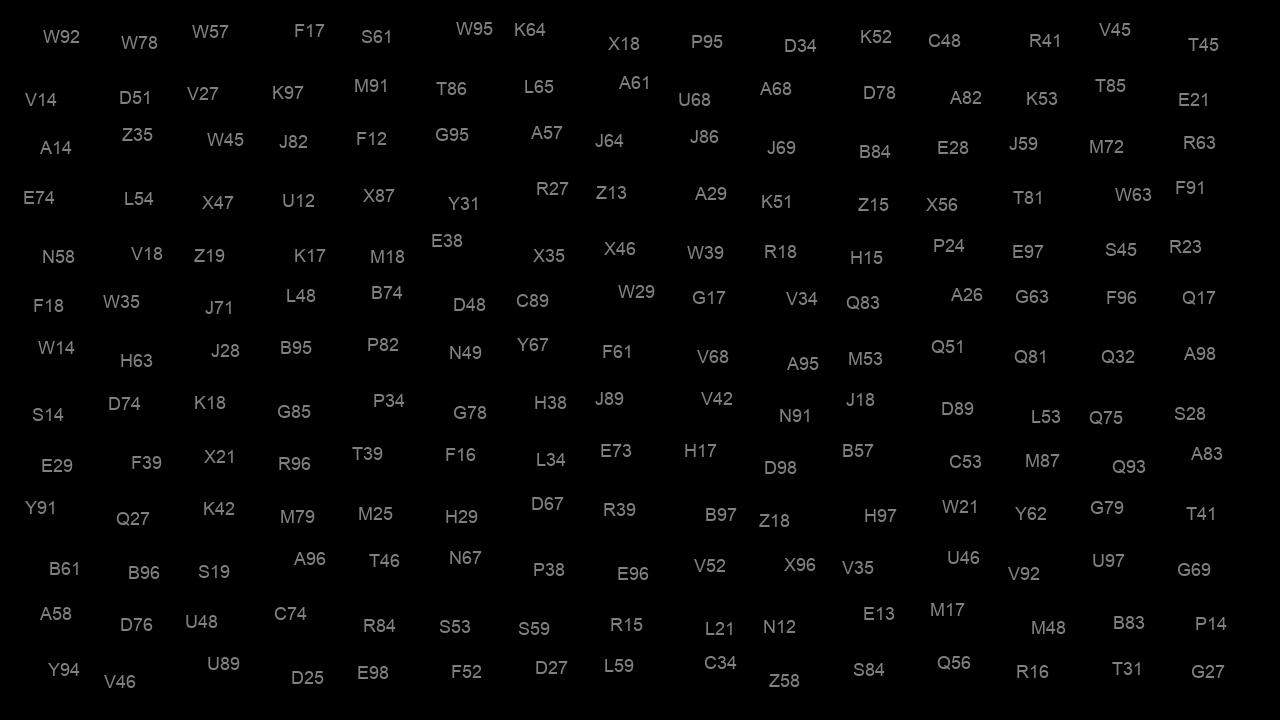 W92 W78 W57 F17 S61 W95 K64 X18 P95 D34 K52 C48 R41 V45 T45
V14 D51 V27 K97 M91 T86 L65 A61 U68 A68 D78 A82 K53 T85 E21
A14 Z35 W45 J82 F12 G95 A57 J64 J86 J69 B84 E28 J59 M72 R63
E74 L54 X47 U12 X87 Y31 R27 Z13 A29 K51 Z15 X56 T81 W63 F91
N58 V18 Z19 K17 M18 E38 X35 X46 W39 R18 H15 P24 E97 S45 R23
F18 W35 J71 L48 B74 D48 C89 W29 G17 V34 Q83 A26 G63 F96 Q17
W14 H63 J28 B95 P82 N49 Y67 F61 V68 A95 M53 Q51 Q81 Q32 A98
S14 D74 K18 G85 P34 G78 H38 J89 V42 N91 J18 D89 L53 Q75 S28
E29 F39 X21 R96 T39 F16 L34 E73 H17 D98 B57 C53 M87 Q93 A83
Y91 Q27 K42 M79 M25 H29 D67 R39 B97 Z18 H97 W21 Y62 G79 T41
B61 B96 S19 A96 T46 N67 P38 E96 V52 X96 V35 U46 V92 U97 G69
A58 D76 U48 C74 R84 S53 S59 R15 L21 N12 E13 M17 M48 B83 P14
Y94 V46 U89 D25 E98 F52 D27 L59 C34 Z58 S84 Q56 R16 T31 G27